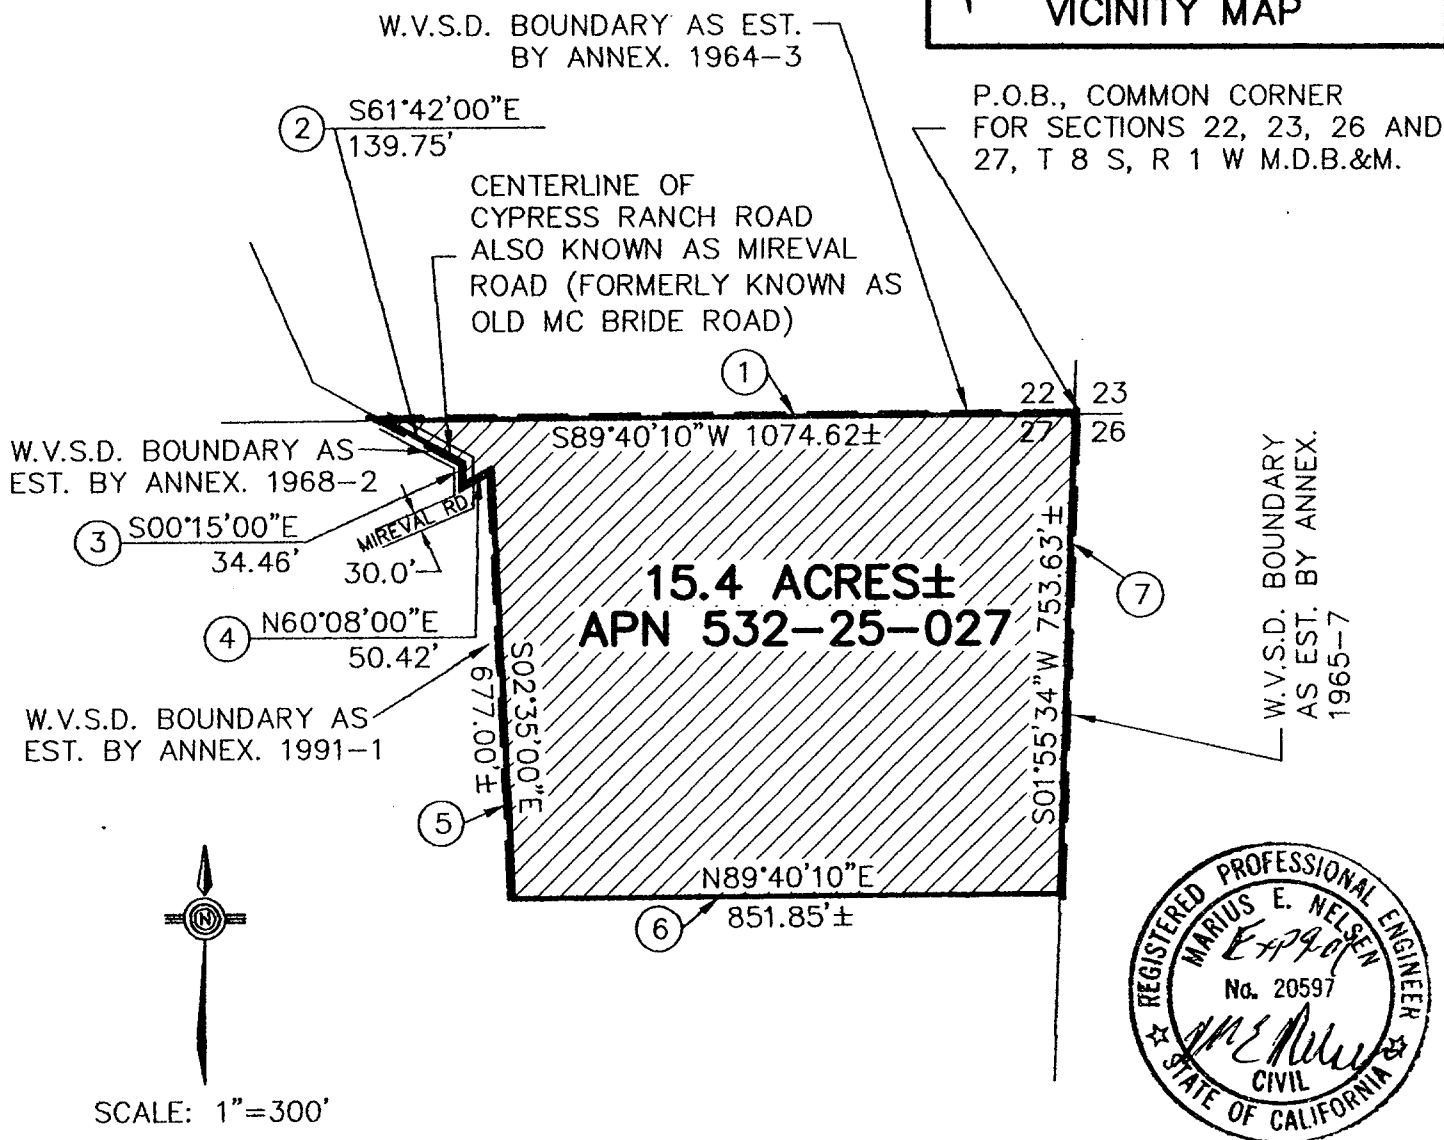 VICINITY MAP
W.V.S.D. BOUNDARY AS EST.
BY ANNEX. 1964-3
P.O.B., COMMON CORNER
FOR SECTIONS 22, 23, 26 AND
27, T 8 S, R 1 W M.D.B.&M.
2
S61°42'00"E
139.75'
CENTERLINE OF
CYPRESS RANCH ROAD
ALSO KNOWN AS MIREVAL
ROAD (FORMERLY KNOWN AS
OLD MC BRIDE ROAD)
1
22 23
27 26
S89°40'10"W 1074.62±
W.V.S.D. BOUNDARY AS
EST. BY ANNEX. 1968-2
3
S00°15'00"E
34.46'
MIREVAL RD
30.0'
4
N60°08'00"E
50.42'
15.4 ACRES±
APN 532-25-027
S01°55'34"W 753.63'±
7
W.V.S.D. BOUNDARY
AS EST. BY ANNEX.
1965-7
W.V.S.D. BOUNDARY AS
EST. BY ANNEX. 1991-1
S02°35'00"E
677.00'±
5
N89°40'10"E
851.85'±
6
N
SCALE: 1"=300'
REGISTERED PROFESSIONAL ENGINEER
MARIUS E. NELSEN
No. 20597
CIVIL
STATE OF CALIFORNIA